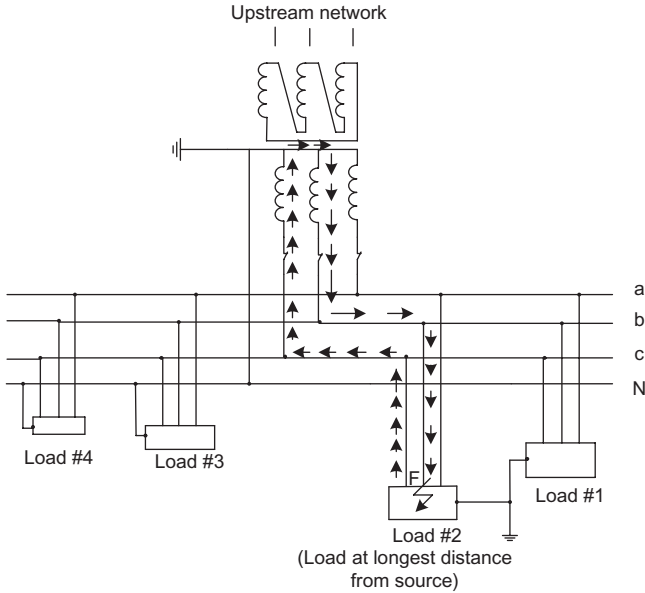 Upstream network
a
b
c
N
F
Load #4
Load #3
Load #1
Load #2
(Load at longest distance
from source)